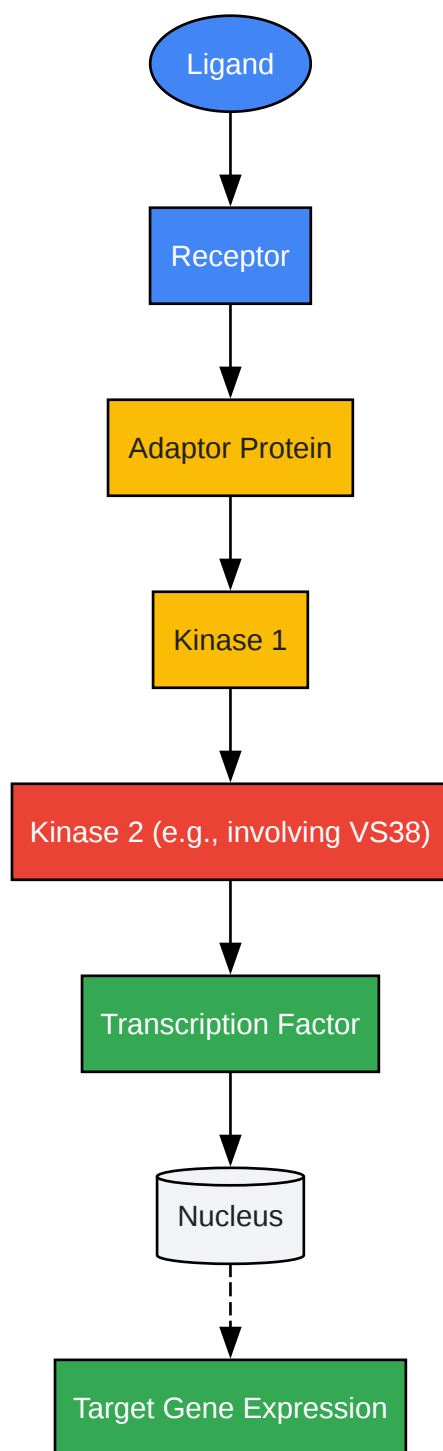 Ligand
Receptor
Adaptor Protein
Kinase 1
Kinase 2 (e.g., involving VS38)
Transcription Factor
Nucleus
Target Gene Expression